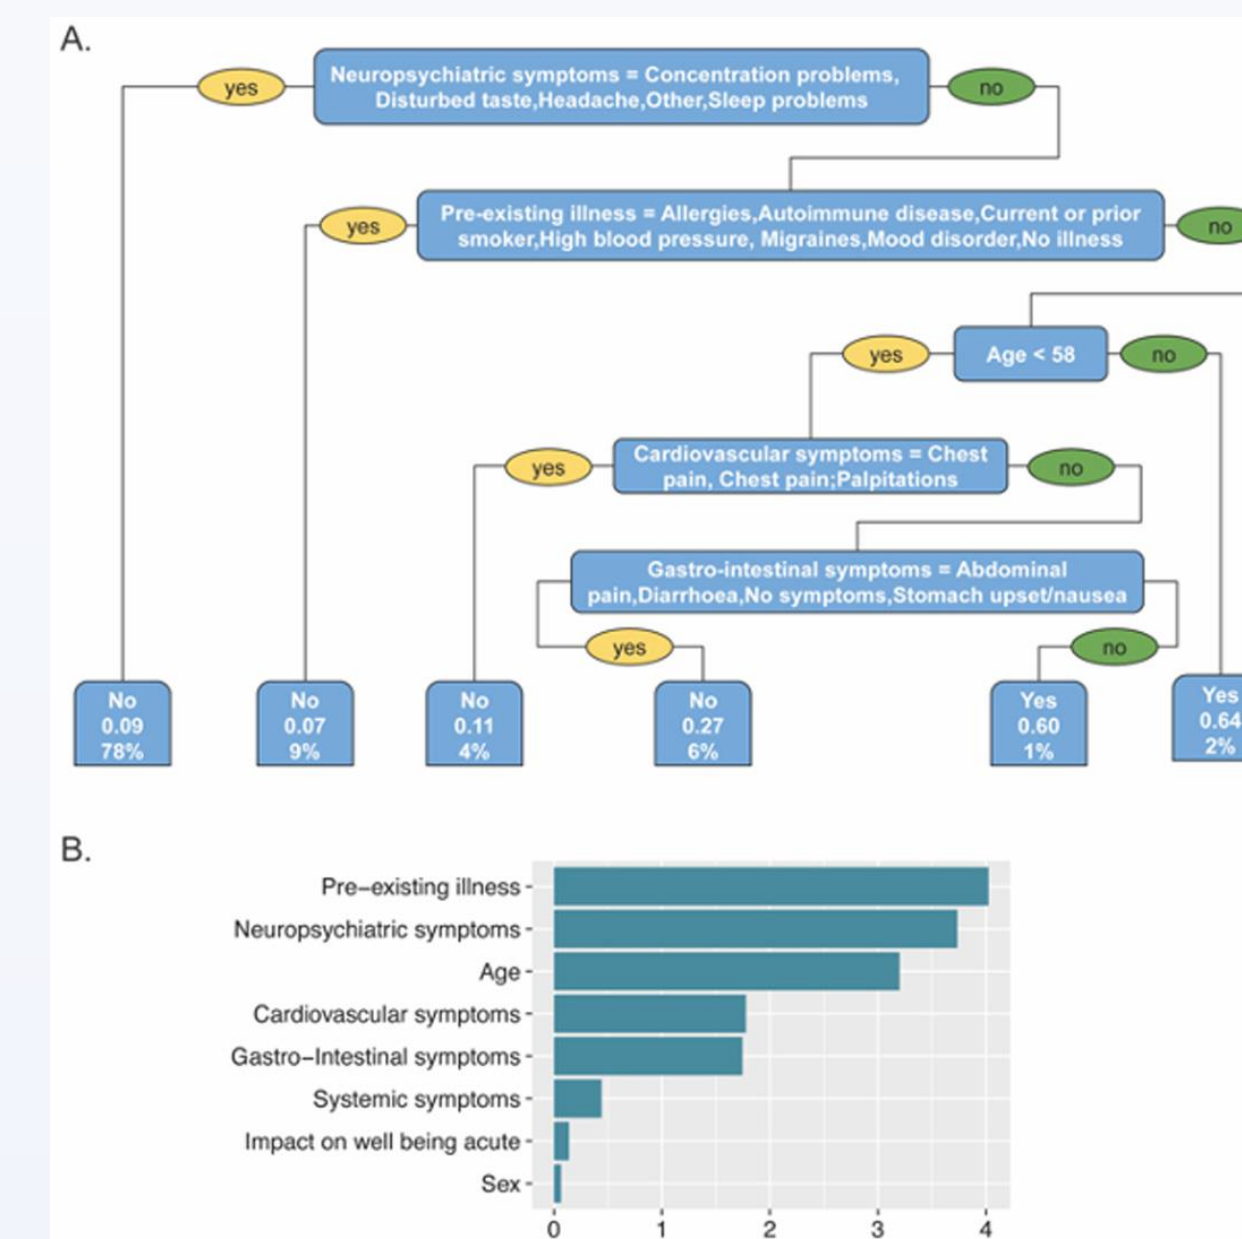 A.
yes
Neuropsychiatric symptoms = Concentration problems,
Disturbed taste,Headache,Other,Sleep problems
no
yes
Pre-existing illness = Allergies,Autoimmune disease,Current or prior
smoker,High blood pressure, Migraines,Mood disorder,No illness
no
yes
Age < 58
no
yes
Cardiovascular symptoms = Chest
pain, Chest pain;Palpitations
no
Gastro-intestinal symptoms = Abdominal
pain,Diarrhoea,No symptoms,Stomach upset/nausea
yes
no
No
0.09
78%
No
0.07
9%
No
0.11
4%
No
0.27
6%
Yes
0.60
1%
Yes
0.64
2%
B.
Pre-existing illness
Neuropsychiatric symptoms
Age
Cardiovascular symptoms
Gastro-Intestinal symptoms
Systemic symptoms
Impact on well being acute
Sex
0 1 2 3 4